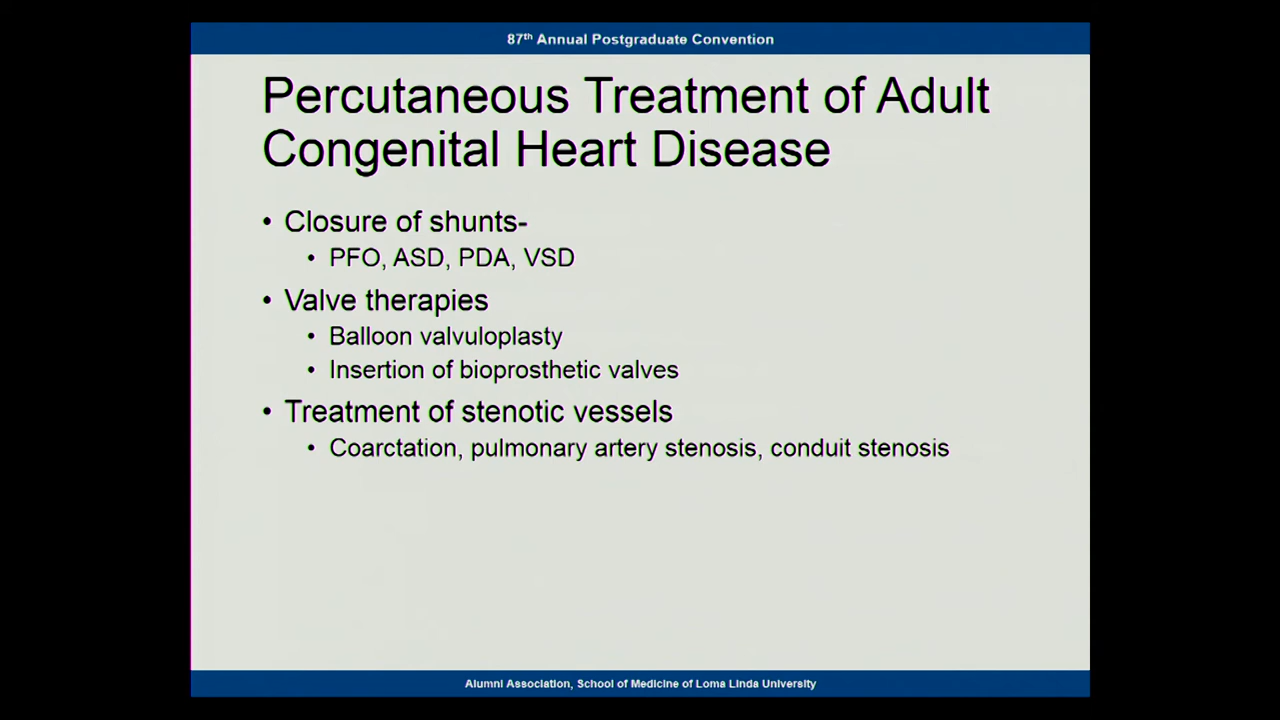 87th Annual Postgraduate Convention
Percutaneous Treatment of Adult
Congenital Heart Disease
• Closure of shunts-
• PFO, ASD, PDA, VSD
• Valve therapies
• Balloon valvuloplasty
• Insertion of bioprosthetic valves
• Treatment of stenotic vessels
• Coarctation, pulmonary artery stenosis, conduit stenosis
Alumni Association, School of Medicine of Loma Linda University